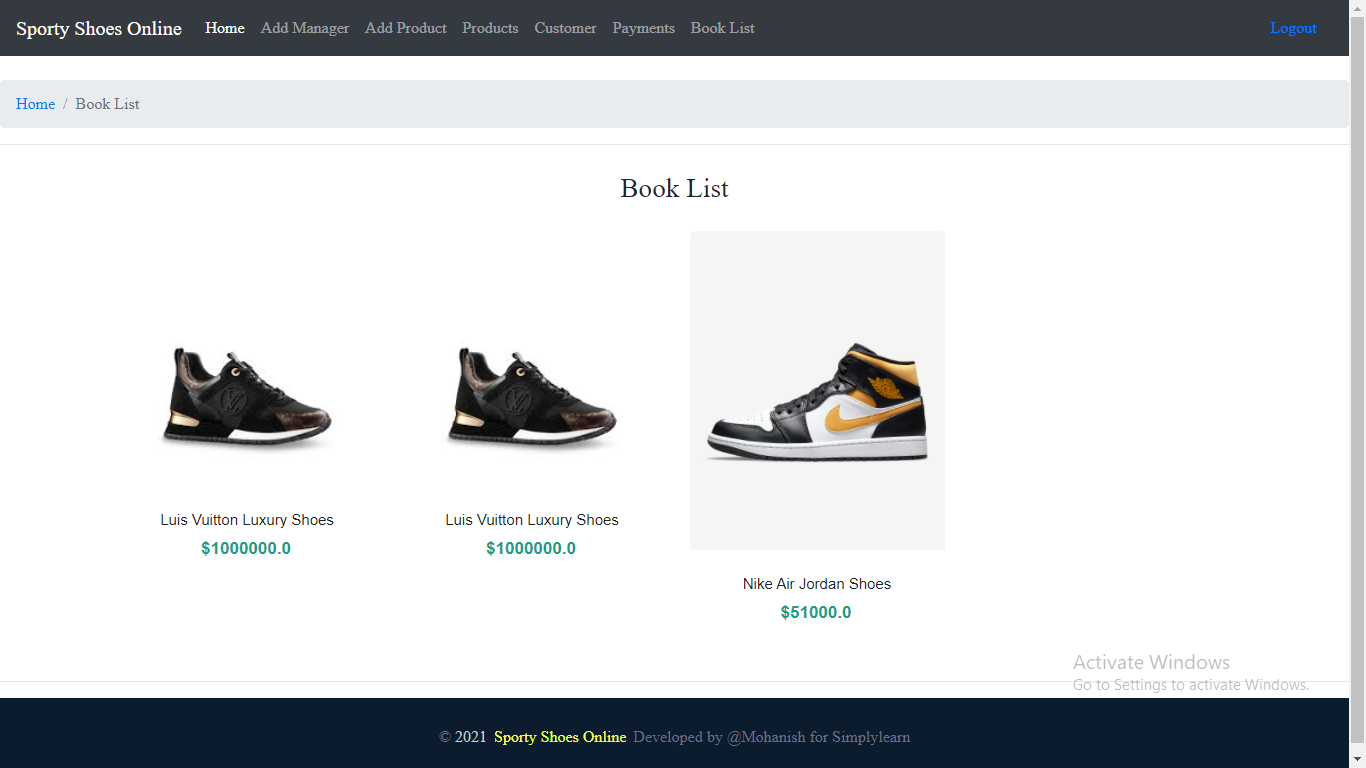 Sporty Shoes Online Home Add Manager Add Product Products Customer Payments Book List Logout
Home / Book List
Book List
Luis Vuitton Luxury Shoes
$1000000.0
Luis Vuitton Luxury Shoes
$1000000.0
Nike Air Jordan Shoes
$51000.0
Activate Windows
Go to Settings to activate Windows.
© 2021 Sporty Shoes Online Developed by @Mohanish for Simplylearn